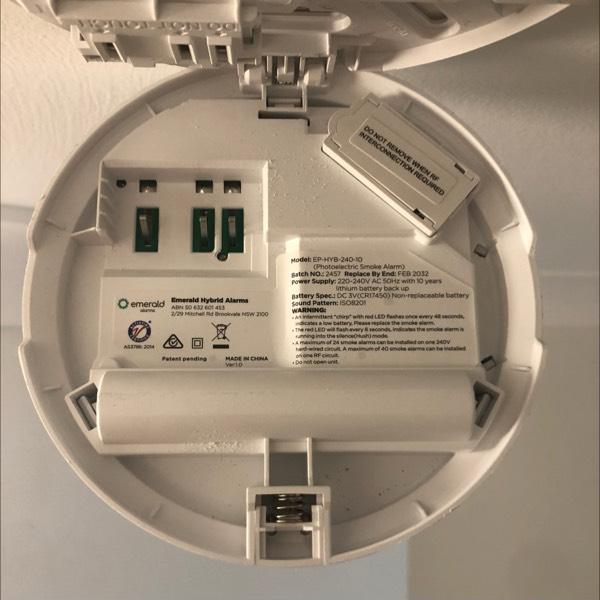 DO NOT REMOVE WHEN RF
INTERCONNECTION REQUIRED
Model: EP-HYB-240-10
(Photoelectric Smoke Alarm)
Batch NO.: 2457 Replace By End: FEB 2032
Power Supply: 220-240V AC 50Hz with 10 years
lithium battery back up
Battery Spec.: DC 3V(CR17450) Non-replaceable battery
Sound Pattern: ISO8201
WARNING:
• An intermittent "chirp" with red LED flashes once every 48 seconds,
indicates a low battery. Please replace the smoke alarm.
• The red LED will flash every 8 seconds, indicates the smoke alarm is
running into the silence(Hush) mode.
• A maximum of 24 smoke alarms can be installed on one 240V
hard-wired circuit. A maximum of 40 smoke alarms can be installed
on one RF circuit.
• Do not open unit.
emerald
alarms
Emerald Hybrid Alarms
ABN 50 632 601 453
2/29 Mitchell Rd Brookvale NSW 2100
AS3786: 2014
Patent pending
MADE IN CHINA
Ver1.0